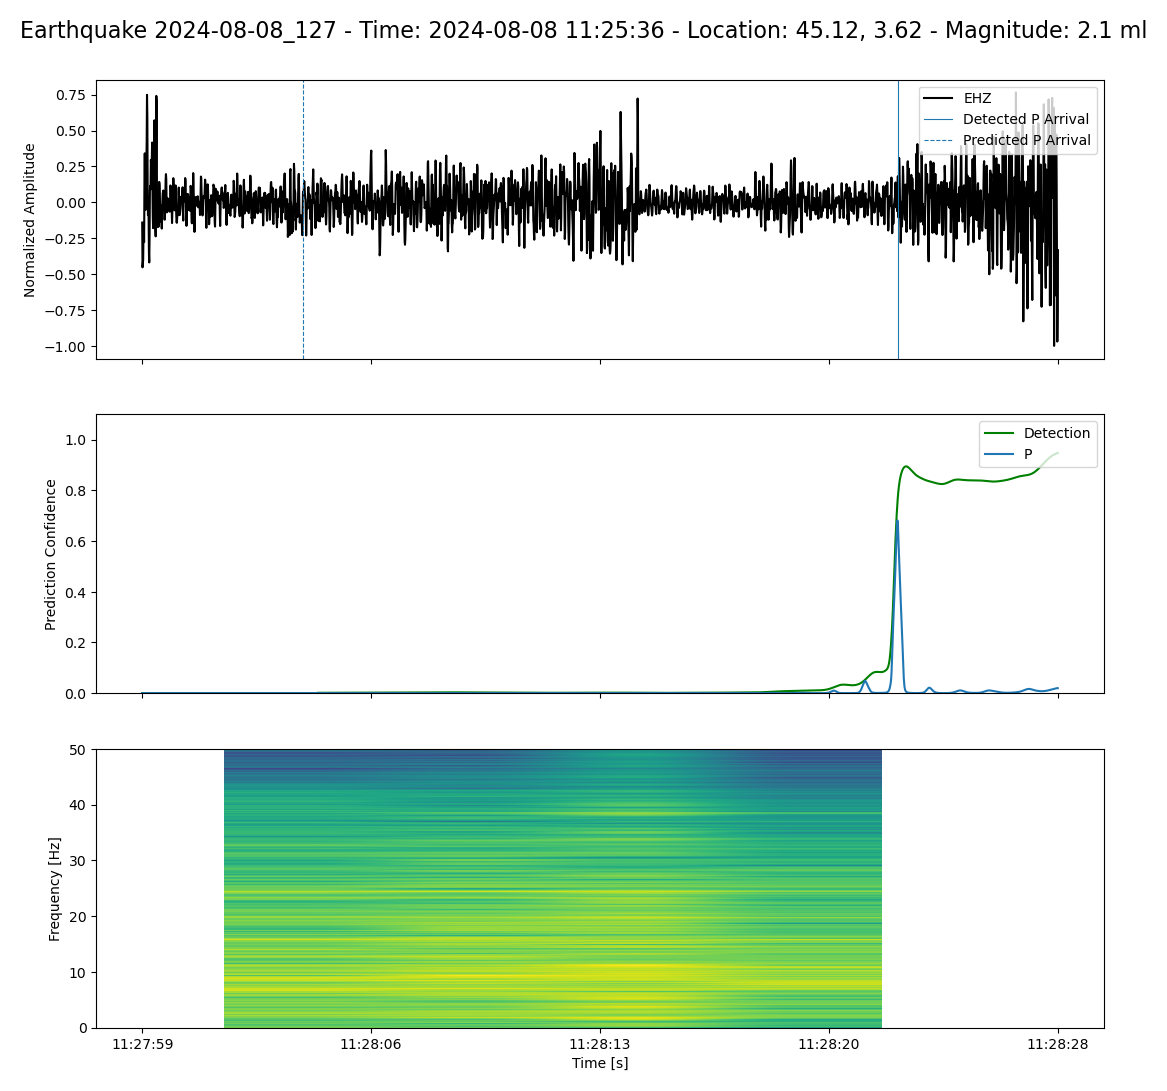 Earthquake 2024-08-08_127 - Time: 2024-08-08 11:25:36 - Location: 45.12, 3.62 - Magnitude: 2.1 ml
Normalized Amplitude
0.75
0.50
0.25
0.00
−0.25
−0.50
−0.75
−1.00
EHZ
Detected P Arrival
Predicted P Arrival
Prediction Confidence
1.0
0.8
0.6
0.4
0.2
0.0
Detection
P
Frequency [Hz]
50
40
30
20
10
0
11:27:59
11:28:06
11:28:13
11:28:20
11:28:28
Time [s]